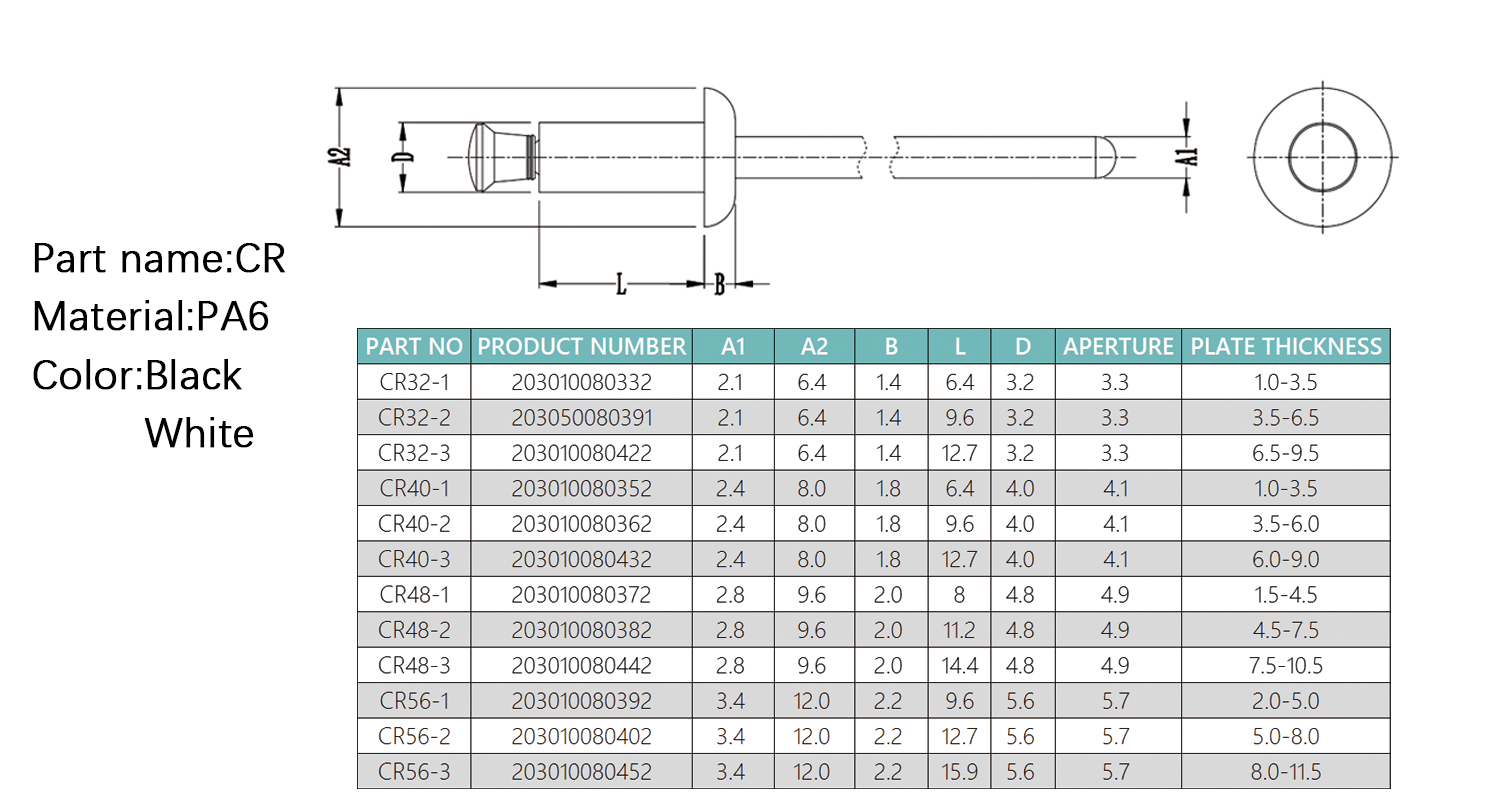 A2
D
A1
L
B
Part name:CR
Material:PA6
Color:Black
White
PART NO PRODUCT NUMBER A1 A2 B L D APERTURE PLATE THICKNESS
CR32-1 203010080332 2.1 6.4 1.4 6.4 3.2 3.3 1.0-3.5
CR32-2 203050080391 2.1 6.4 1.4 9.6 3.2 3.3 3.5-6.5
CR32-3 203010080422 2.1 6.4 1.4 12.7 3.2 3.3 6.5-9.5
CR40-1 203010080352 2.4 8.0 1.8 6.4 4.0 4.1 1.0-3.5
CR40-2 203010080362 2.4 8.0 1.8 9.6 4.0 4.1 3.5-6.0
CR40-3 203010080432 2.4 8.0 1.8 12.7 4.0 4.1 6.0-9.0
CR48-1 203010080372 2.8 9.6 2.0 8 4.8 4.9 1.5-4.5
CR48-2 203010080382 2.8 9.6 2.0 11.2 4.8 4.9 4.5-7.5
CR48-3 203010080442 2.8 9.6 2.0 14.4 4.8 4.9 7.5-10.5
CR56-1 203010080392 3.4 12.0 2.2 9.6 5.6 5.7 2.0-5.0
CR56-2 203010080402 3.4 12.0 2.2 12.7 5.6 5.7 5.0-8.0
CR56-3 203010080452 3.4 12.0 2.2 15.9 5.6 5.7 8.0-11.5